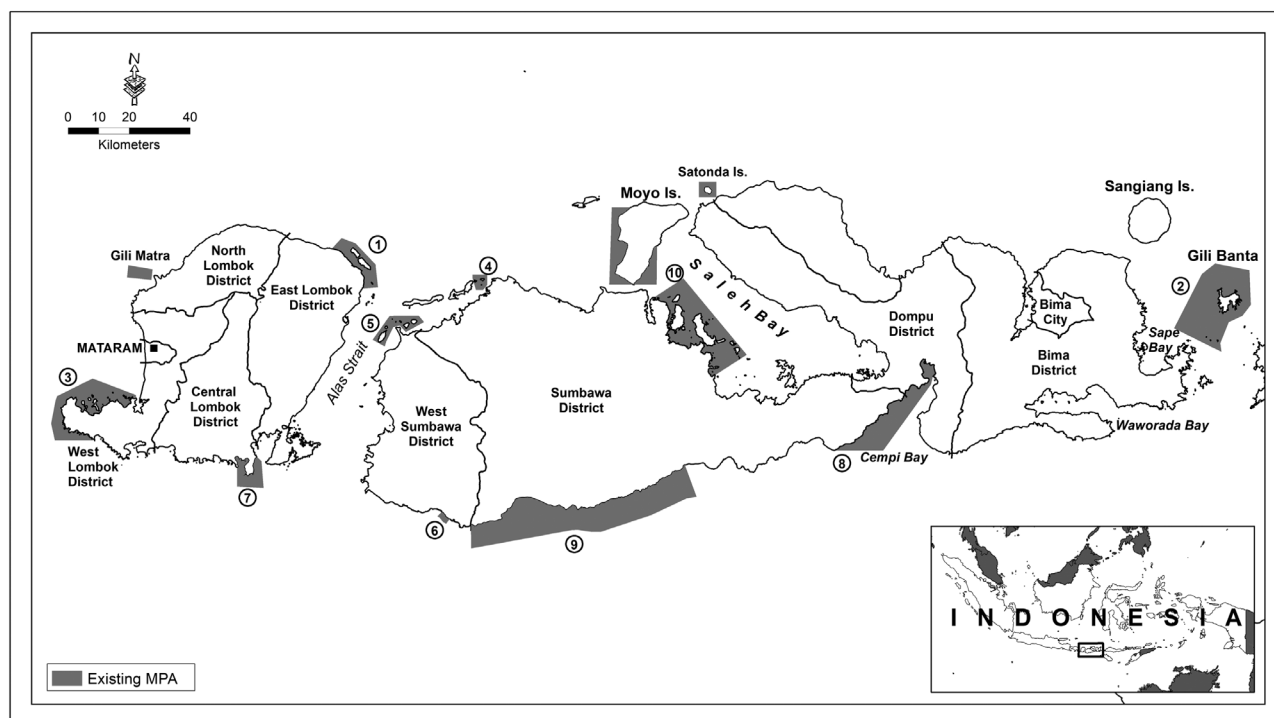 N
0 10 20 40
Kilometers
Satonda Is.
Moyo Is.
Sangiang Is.
1
Gili Matra
North
Lombok
District
East Lombok
District
4
10
Saleh Bay
Gili Banta
2
5
Bima
City
Dompu
District
Sape
Bay
MATARAM
Alas Strait
Bima
District
3
Central
Lombok
District
Sumbawa
District
West
Sumbawa
District
Waworada Bay
West
Lombok
District
8
Cempi Bay
7
6
9
INDONESIA
Existing MPA